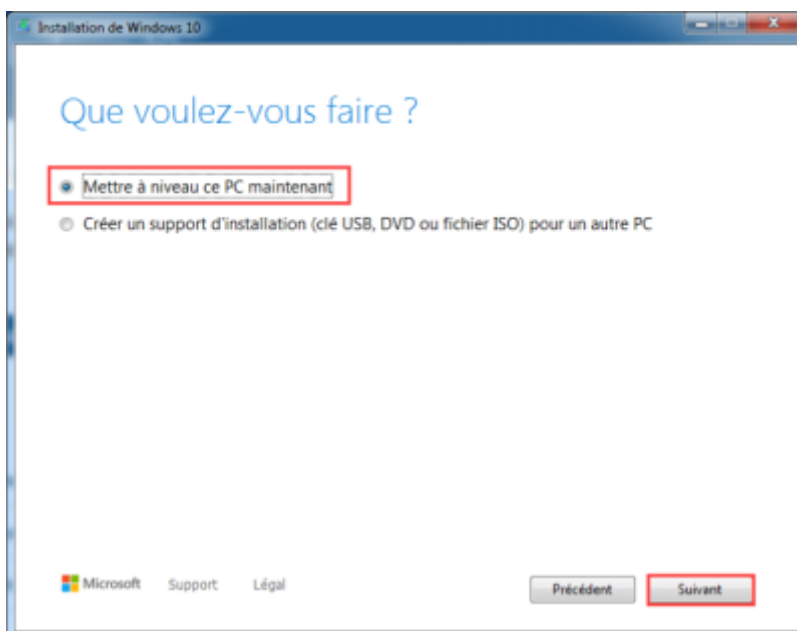 Installation de Windows 10
Que voulez-vous faire ?
Mettre à niveau ce PC maintenant
Créer un support d'installation (clé USB, DVD ou fichier ISO) pour un autre PC
Microsoft Support Légal Précédent Suivant